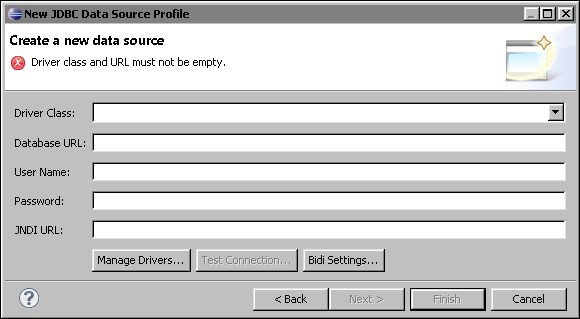 New JDBC Data Source Profile
Create a new data source
Driver class and URL must not be empty.
Driver Class:
Database URL:
User Name:
Password:
JNDI URL:
Manage Drivers... Test Connection... Bidi Settings...
? < Back Next > Finish Cancel